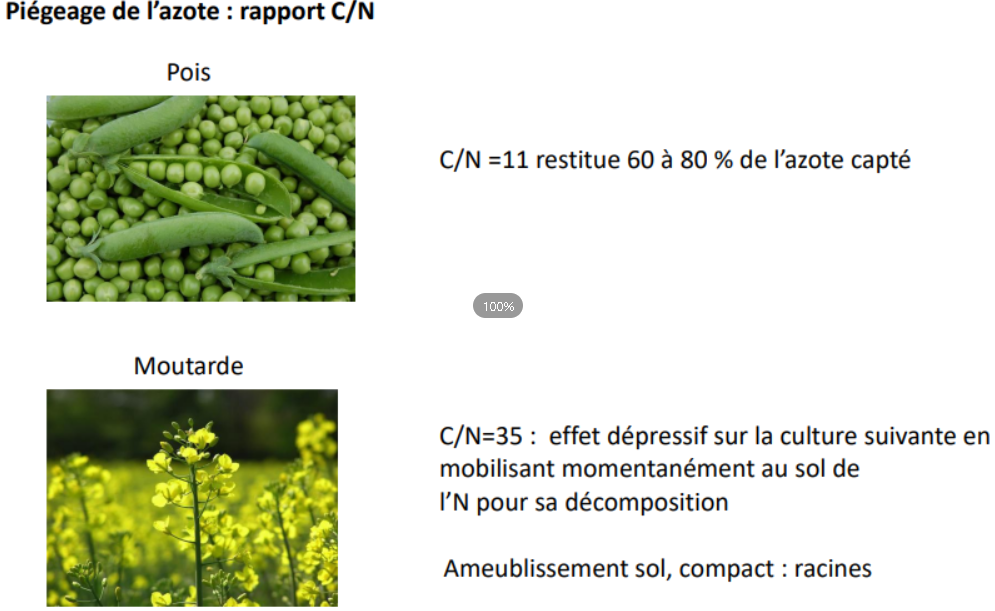 Piégeage de l’azote : rapport C/N
Pois
C/N =11 restitue 60 à 80 % de l’azote capté
100%
Moutarde
C/N=35 :  effet dépressif sur la culture suivante en
mobilisant momentanément au sol de
l’N pour sa décomposition
Ameublissement sol, compact : racines